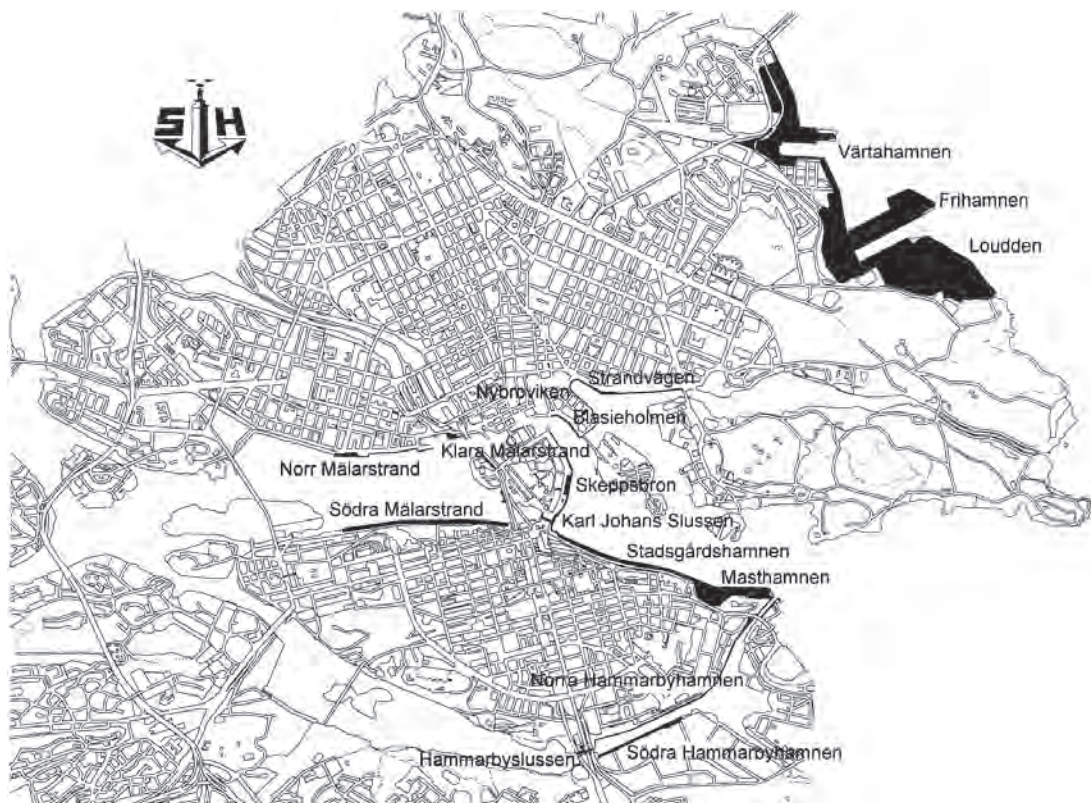 S H
Värtahamnen
Frihamnen
Loudden
Strandvägen
Nybroviken
Blasieholmen
Klara Mälarstrand
Norr Mälarstrand
Skeppsbron
Södra Mälarstrand
Karl Johans Slussen
Stadsgårdshamnen
Masthamnen
Norra Hammarbyhamnen
Södra Hammarbyhamnen
Hammarbyslussen